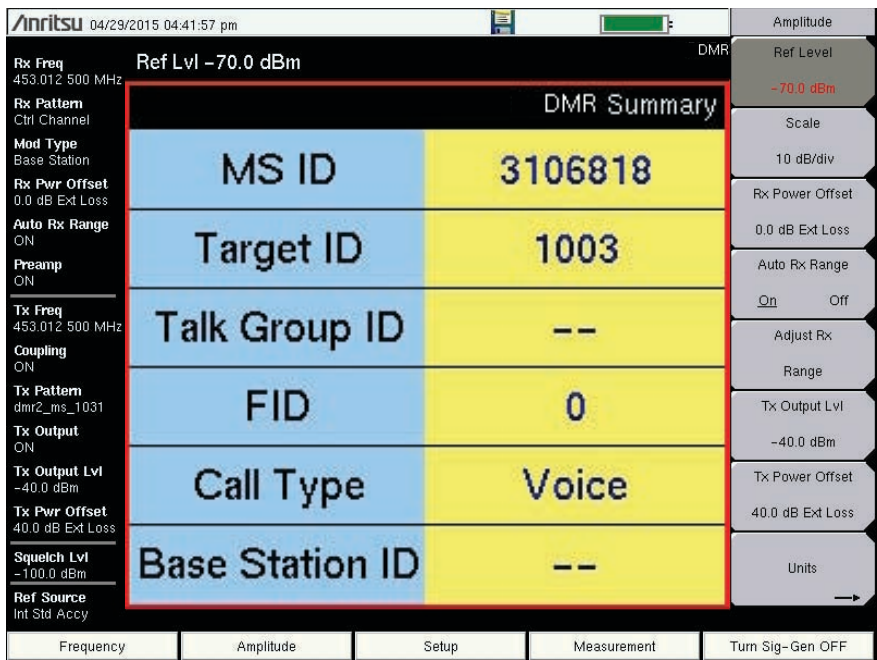 Anritsu 04/29/2015 04:41:57 pm
Rx Freq
453.012 500 MHz
Rx Pattern
Ctrl Channel
Mod Type
Base Station
Rx Pwr Offset
0.0 dB Ext Loss
Auto Rx Range
ON
Preamp
ON
Tx Freq
453.012 500 MHz
Coupling
ON
Tx Pattern
dmr2_ms_1031
Tx Output
ON
Tx Output Lvl
-40.0 dBm
Tx Pwr Offset
40.0 dB Ext Loss
Squelch Lvl
-100.0 dBm
Ref Source
Int Std Accy
Ref Lvl -70.0 dBm
DMR
DMR Summary
MS ID 3106818
Target ID 1003
Talk Group ID --
FID 0
Call Type Voice
Base Station ID --
Amplitude
Ref Level
-70.0 dBm
Scale
10 dB/div
Rx Power Offset
0.0 dB Ext Loss
Auto Rx Range
On Off
Adjust Rx
Range
Tx Output Lvl
-40.0 dBm
Tx Power Offset
40.0 dB Ext Loss
Units
Frequency Amplitude Setup Measurement Turn Sig-Gen OFF